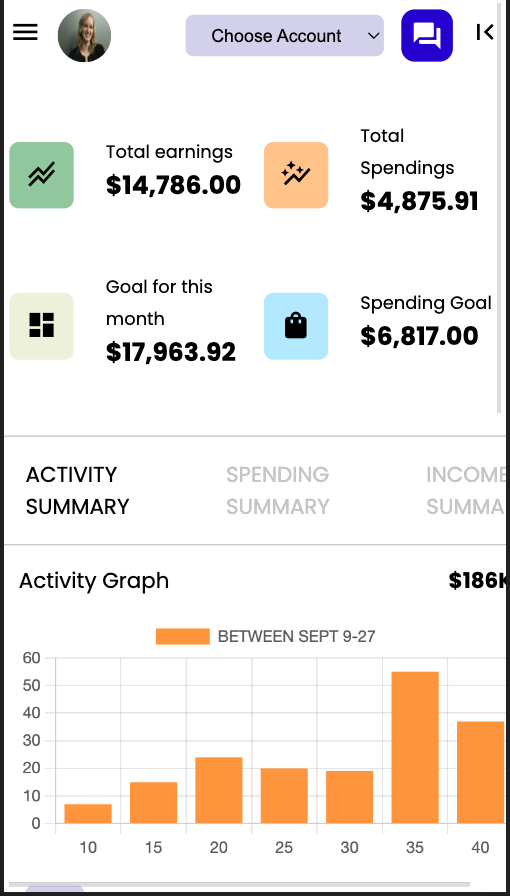 Choose Account
Total earnings
$14,786.00
Total
Spendings
$4,875.91
Goal for this
month
$17,963.92
Spending Goal
$6,817.00
ACTIVITY
SUMMARY
SPENDING
SUMMARY
INCOME
SUMMA
Activity Graph
$186K
BETWEEN SEPT 9-27
60
50
40
30
20
10
0
10 15 20 25 30 35 40